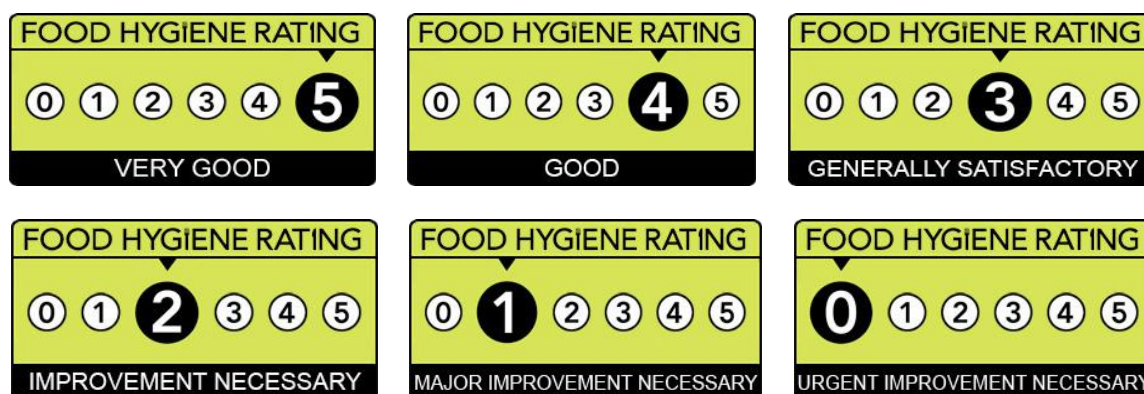 FOOD HYGIENE RATING
0 1 2 3 4 5
VERY GOOD
FOOD HYGIENE RATING
0 1 2 3 4 5
GOOD
FOOD HYGIENE RATING
0 1 2 3 4 5
GENERALLY SATISFACTORY
FOOD HYGIENE RATING
0 1 2 3 4 5
IMPROVEMENT NECESSARY
FOOD HYGIENE RATING
0 1 2 3 4 5
MAJOR IMPROVEMENT NECESSARY
FOOD HYGIENE RATING
0 1 2 3 4 5
URGENT IMPROVEMENT NECESSARY